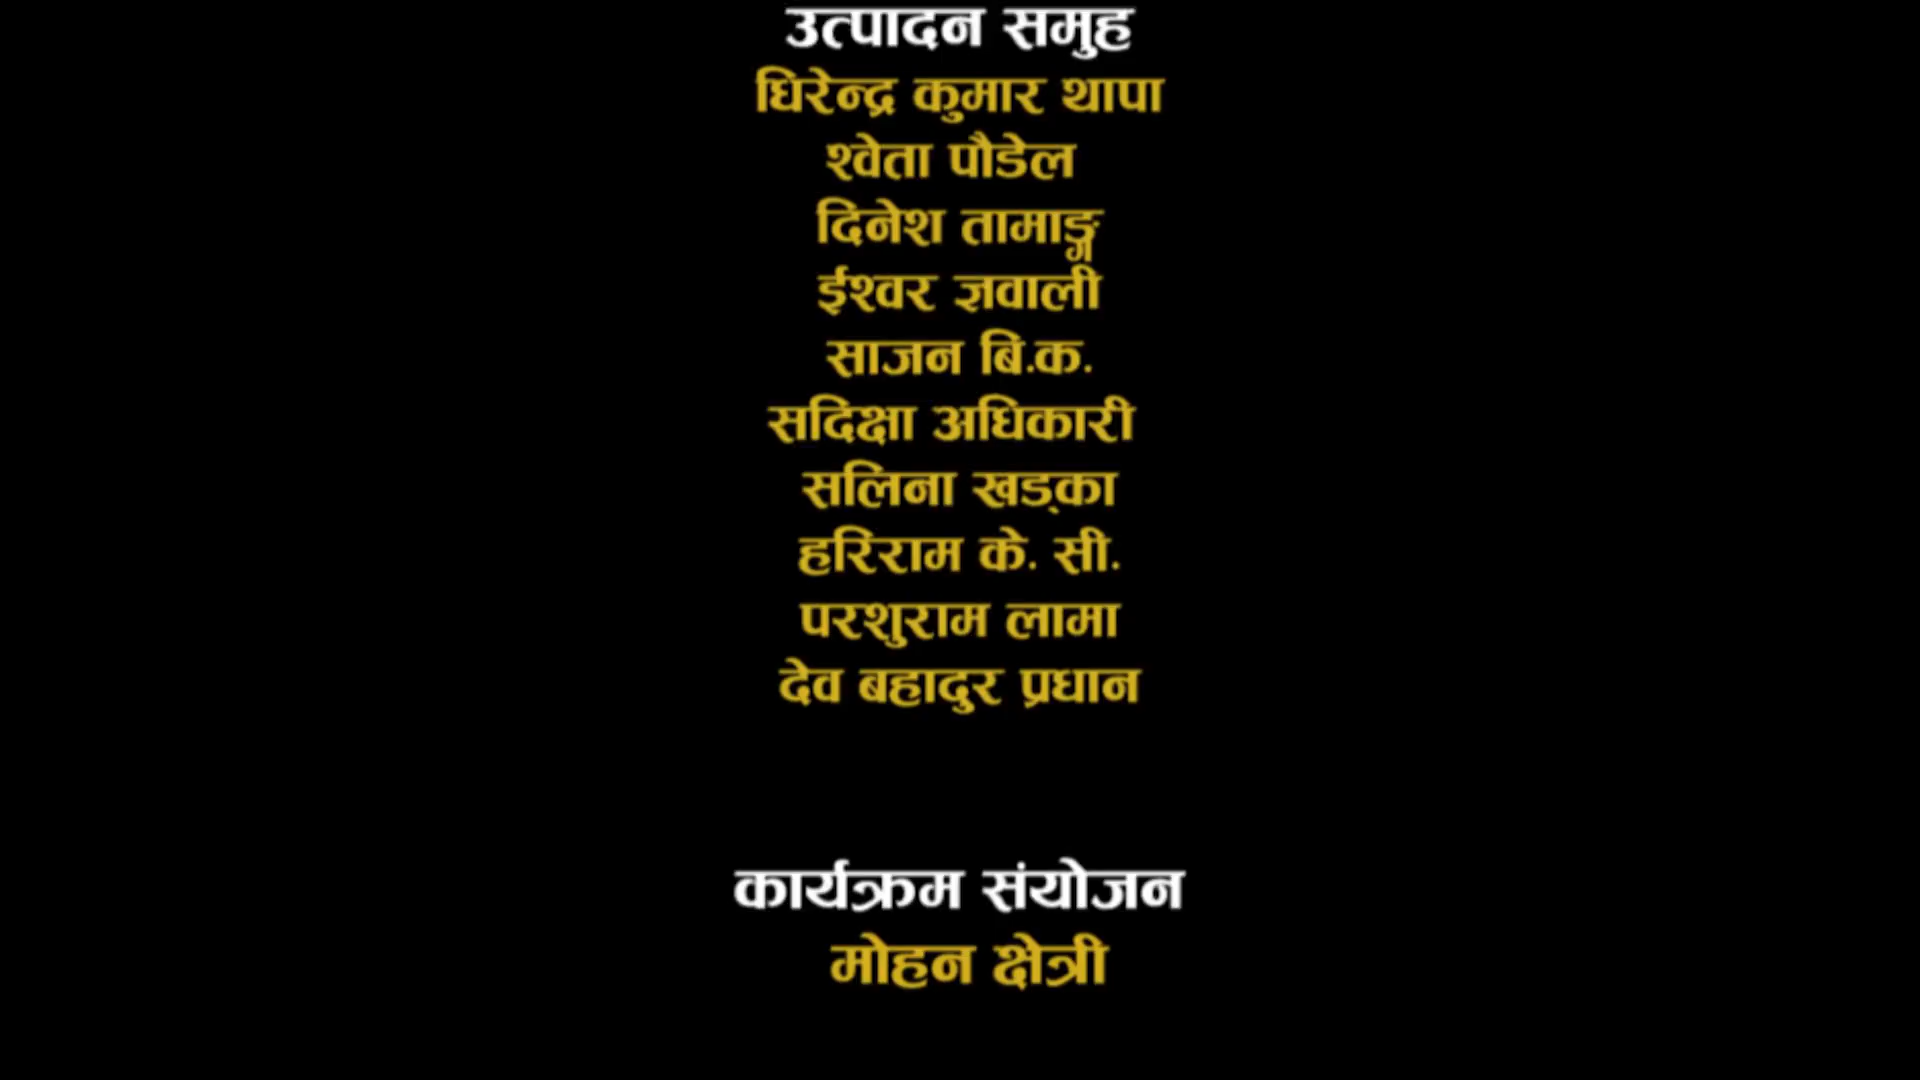 उत्पादन समुह
धिरेन्द्र कुमार थापा
श्वेता पौडेल
दिनेश तामाङ्ग
ईश्वर ज्ञवाली
साजन बि.क.
सदिक्षा अधिकारी
सलिना खड्का
हरिराम के. सी.
परशुराम लामा
देव बहादुर प्रधान
कार्यक्रम संयोजन
मोहन क्षेत्री